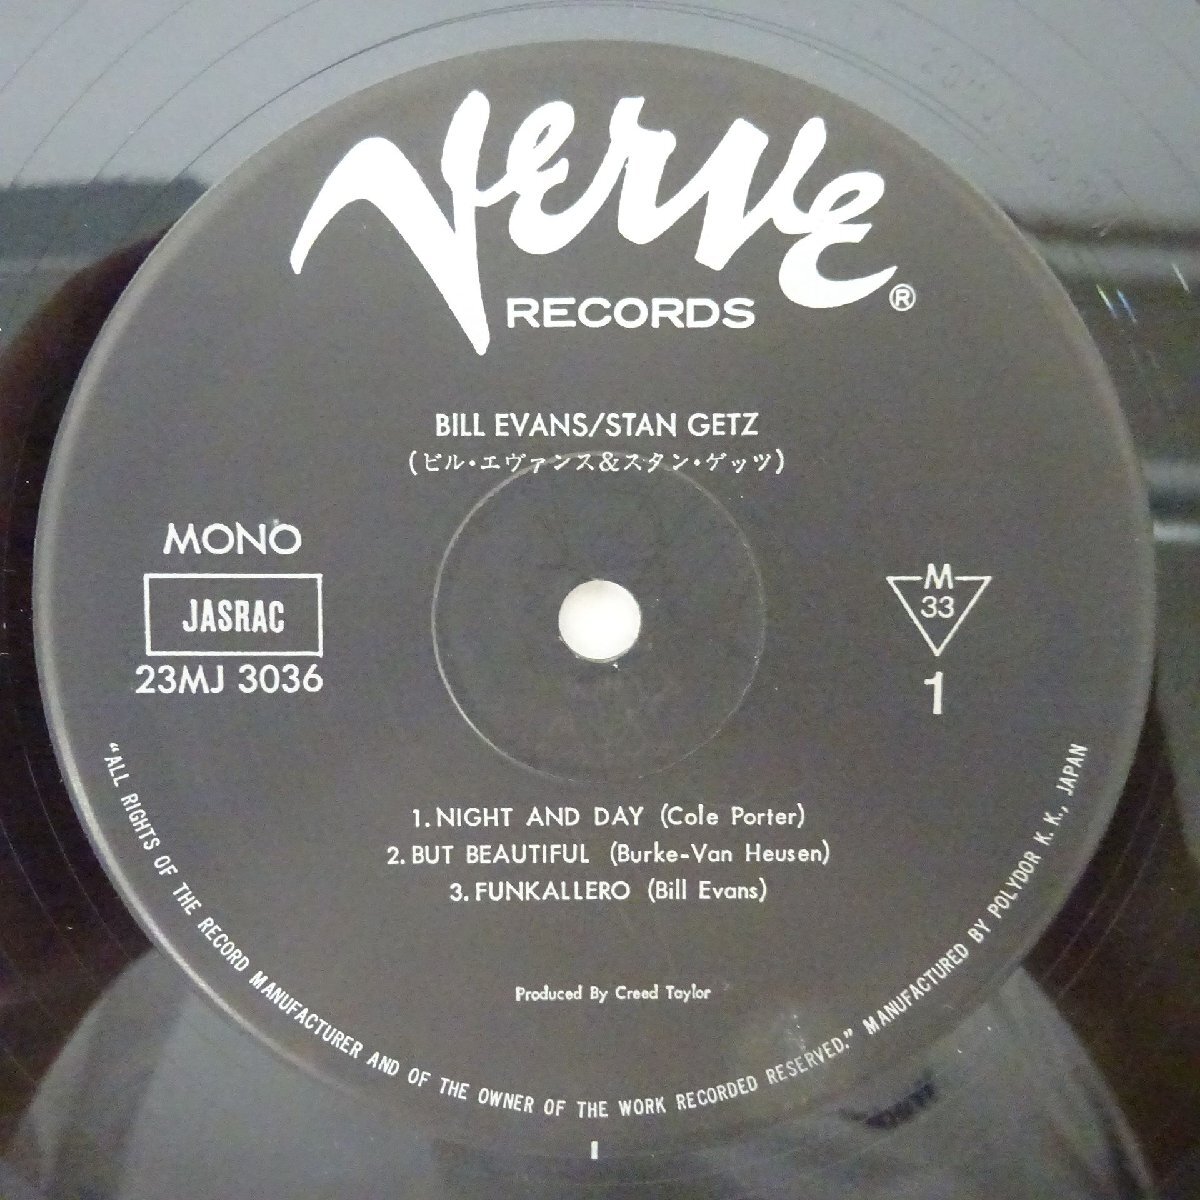 Verve
RECORDS ®
BILL EVANS/STAN GETZ
(ビル・エヴァンス&スタン・ゲッツ)
MONO
JASRAC
23MJ 3036
M
33
1
1. NIGHT AND DAY (Cole Porter)
2. BUT BEAUTIFUL (Burke-Van Heusen)
3. FUNKALLERO (Bill Evans)
Produced By Creed Taylor
"ALL RIGHTS OF THE RECORD MANUFACTURER AND OF THE OWNER OF THE WORK RECORDED RESERVED." MANUFACTURED BY POLYDOR K. K., JAPAN
I